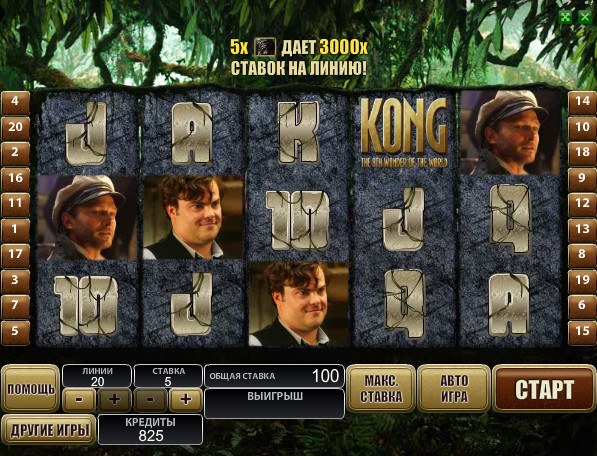 5x ДАЕТ 3000x
СТАВОК НА ЛИНИЮ!
4
20
2
16
11
1
17
3
7
5
J A K KONG
THE 8TH WONDER OF THE WORLD
10 J Q
10 J Q A
14
10
18
9
12
13
8
19
6
15
ПОМОЩЬ
ЛИНИИ
20
- +
СТАВКА
5
- +
ОБЩАЯ СТАВКА 100
ВЫИГРЫШ
МАКС.
СТАВКА
АВТО
ИГРА
СТАРТ
ДРУГИЕ ИГРЫ
КРЕДИТЫ
825